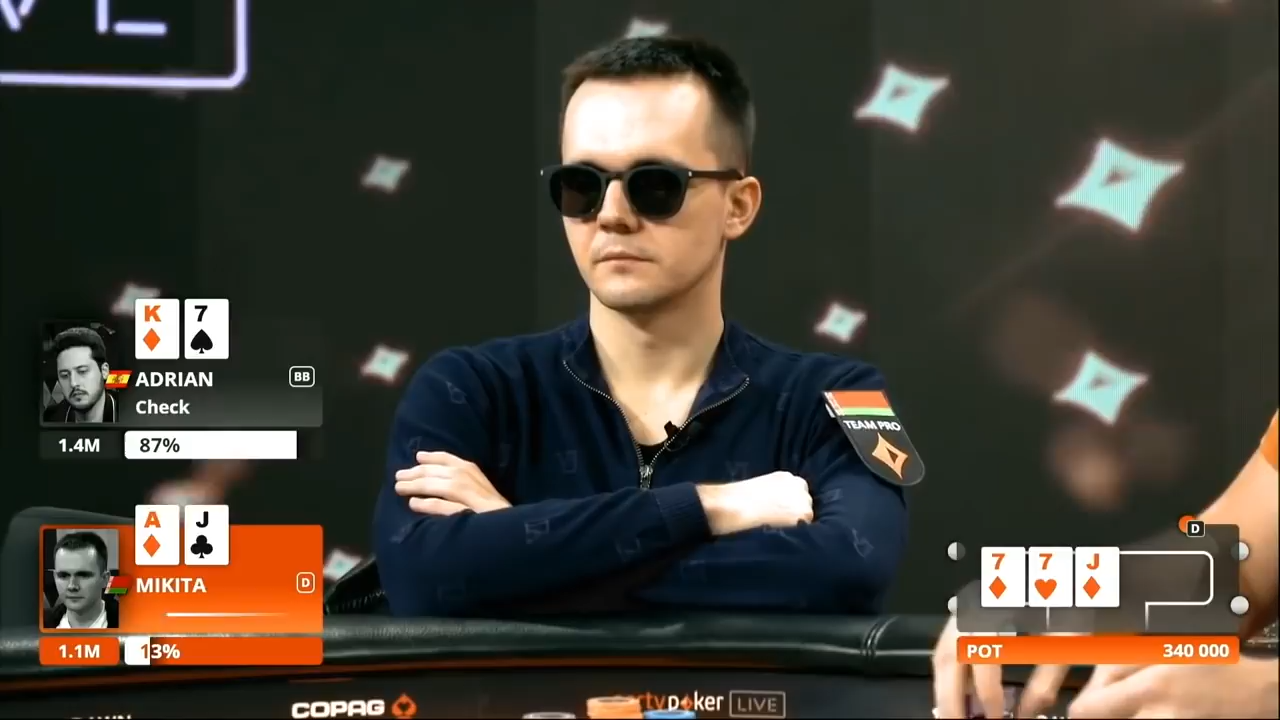 K 7
ADRIAN BB
Check
1.4M 87%
A J
MIKITA D
1.1M 13%
TEAM PRO
D
7 7 J
POT 340 000
COPAG
poker LIVE